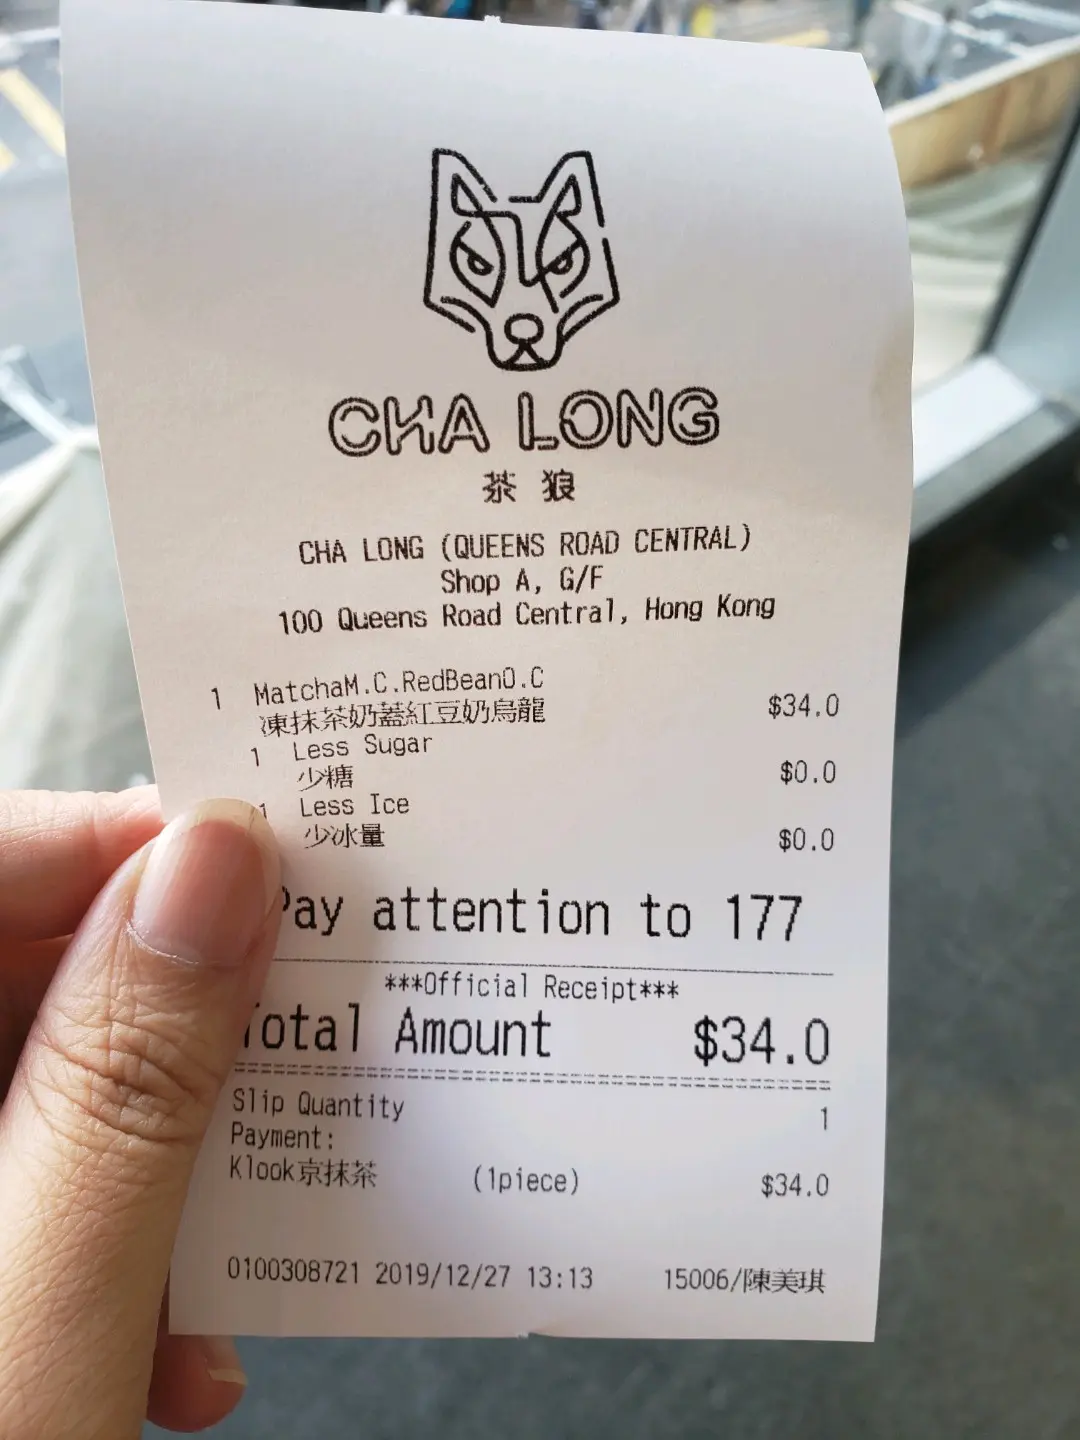 CHA LONG
茶狼
CHA LONG (QUEENS ROAD CENTRAL)
Shop A, G/F
100 Queens Road Central, Hong Kong
1 MatchaM.C.RedBeanO.C
凍抹茶奶蓋紅豆奶烏龍 $34.0
1 Less Sugar
少糖 $0.0
1 Less Ice
少冰量 $0.0
Pay attention to 177
***Official Receipt***
Total Amount $34.0
Slip Quantity 1
Payment:
Klook京抹茶 (1piece) $34.0
0100308721 2019/12/27 13:13 15006/陳美琪